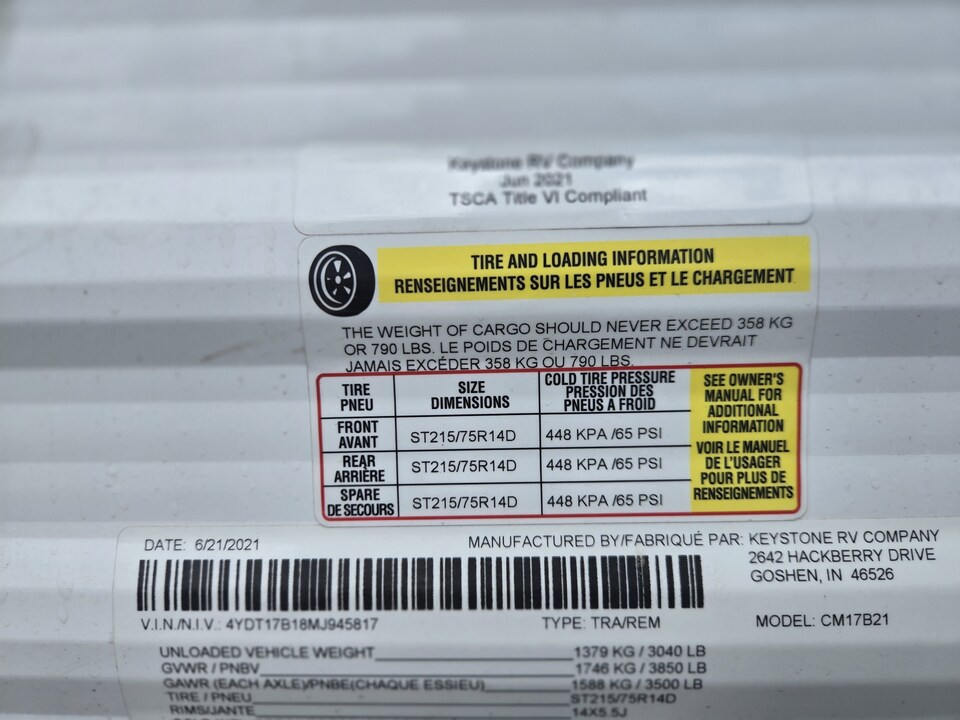 Keystone RV Company
Jun 2021
TSCA Title VI Compliant
TIRE AND LOADING INFORMATION
RENSEIGNEMENTS SUR LES PNEUS ET LE CHARGEMENT
THE WEIGHT OF CARGO SHOULD NEVER EXCEED 358 KG
OR 790 LBS. LE POIDS DE CHARGEMENT NE DEVRAIT
JAMAIS EXCÉDER 358 KG OU 790 LBS.
TIRE
PNEU
SIZE
DIMENSIONS
COLD TIRE PRESSURE
PRESSION DES
PNEUS A FROID
SEE OWNER'S
MANUAL FOR
ADDITIONAL
INFORMATION
VOIR LE MANUEL
DE L'USAGER
POUR PLUS DE
RENSEIGNEMENTS
FRONT
AVANT
ST215/75R14D
448 KPA /65 PSI
REAR
ARRIÈRE
ST215/75R14D
448 KPA /65 PSI
SPARE
DE SECOURS
ST215/75R14D
448 KPA /65 PSI
DATE: 6/21/2021
MANUFACTURED BY/FABRIQUÉ PAR: KEYSTONE RV COMPANY
2642 HACKBERRY DRIVE
GOSHEN, IN 46526
V.I.N./N.I.V.: 4YDT17B18MJ945817
TYPE: TRA/REM
MODEL: CM17B21
UNLOADED VEHICLE WEIGHT 1379 KG / 3040 LB
GVWR / PNBV 1746 KG / 3850 LB
GAWR (EACH AXLE)/PNBE(CHAQUE ESSIEU) 1588 KG / 3500 LB
TIRE / PNEU ST215/75R14D
RIMS/JANTE 14X5.5J